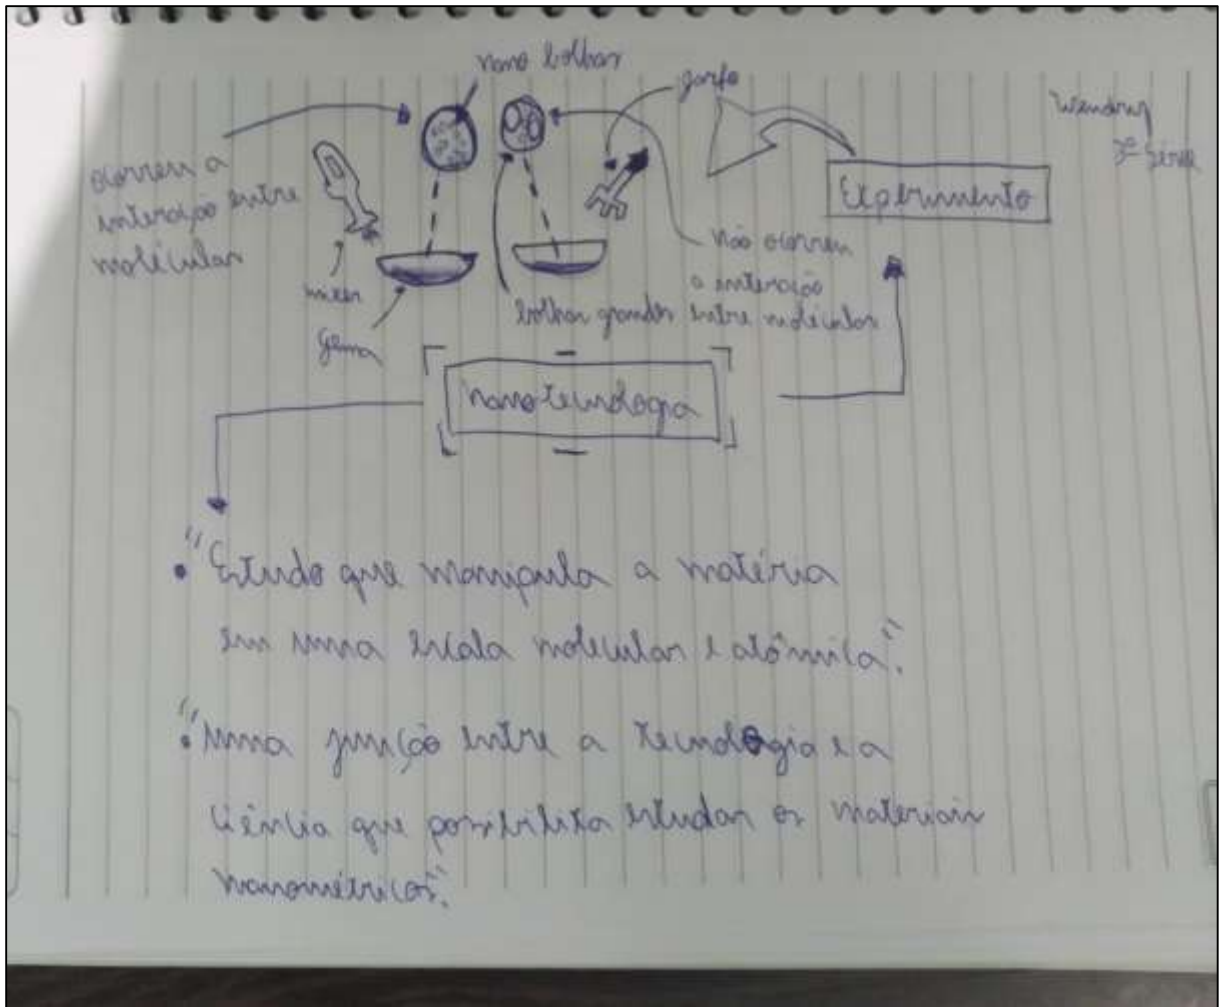 nano bolhas
garfo
Wendry
3ª série
ocorreu a
interação entre
moléculas
Experimento
mixer
gema
bolhas grandes
não ocorreu
a interação
entre moléculas
nanotecnologia
• "Estudo que manipula a matéria
em uma escala molecular e atômica".
• "Uma junção entre a tecnologia e a
ciência que possibilita estudar os materiais
nanométricos".